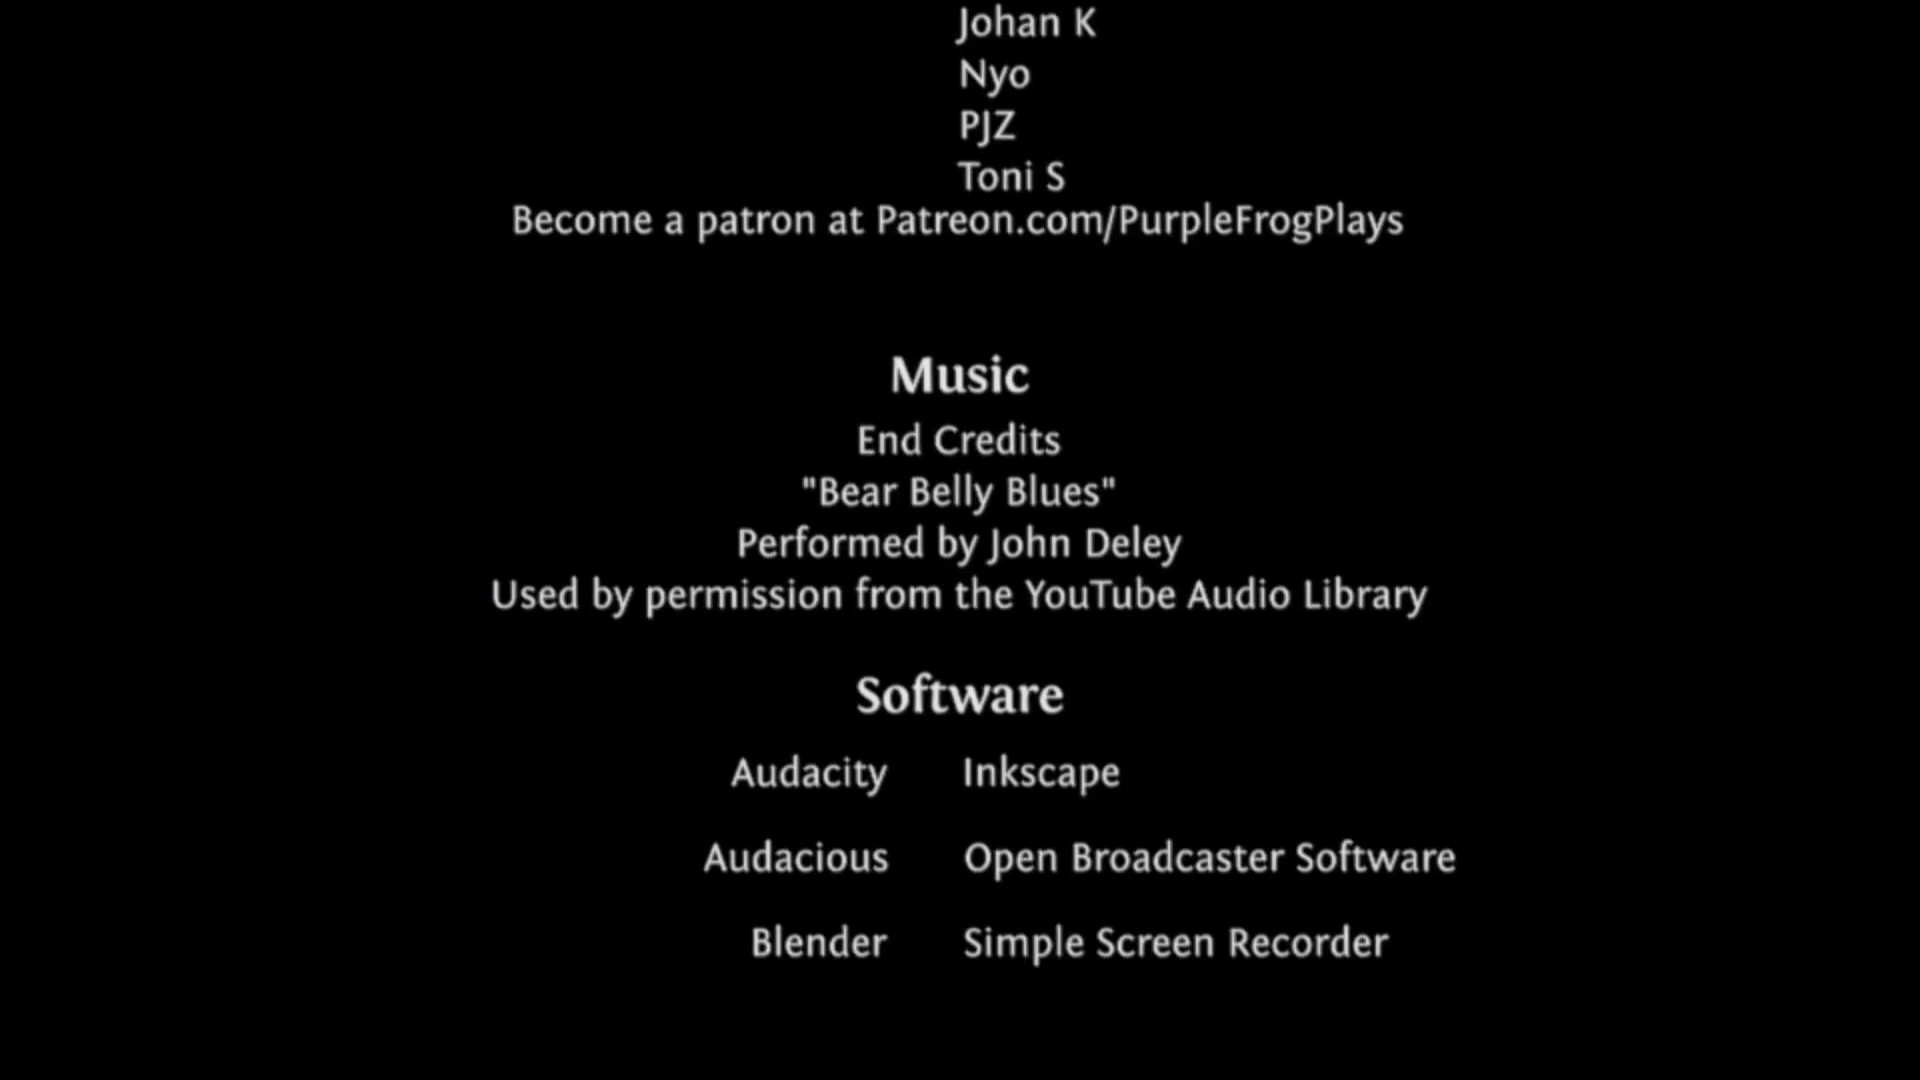 Johan K
Nyo
PJZ
Toni S
Become a patron at Patreon.com/PurpleFrogPlays
Music
End Credits
"Bear Belly Blues"
Performed by John Deley
Used by permission from the YouTube Audio Library
Software
Audacity Inkscape
Audacious Open Broadcaster Software
Blender Simple Screen Recorder